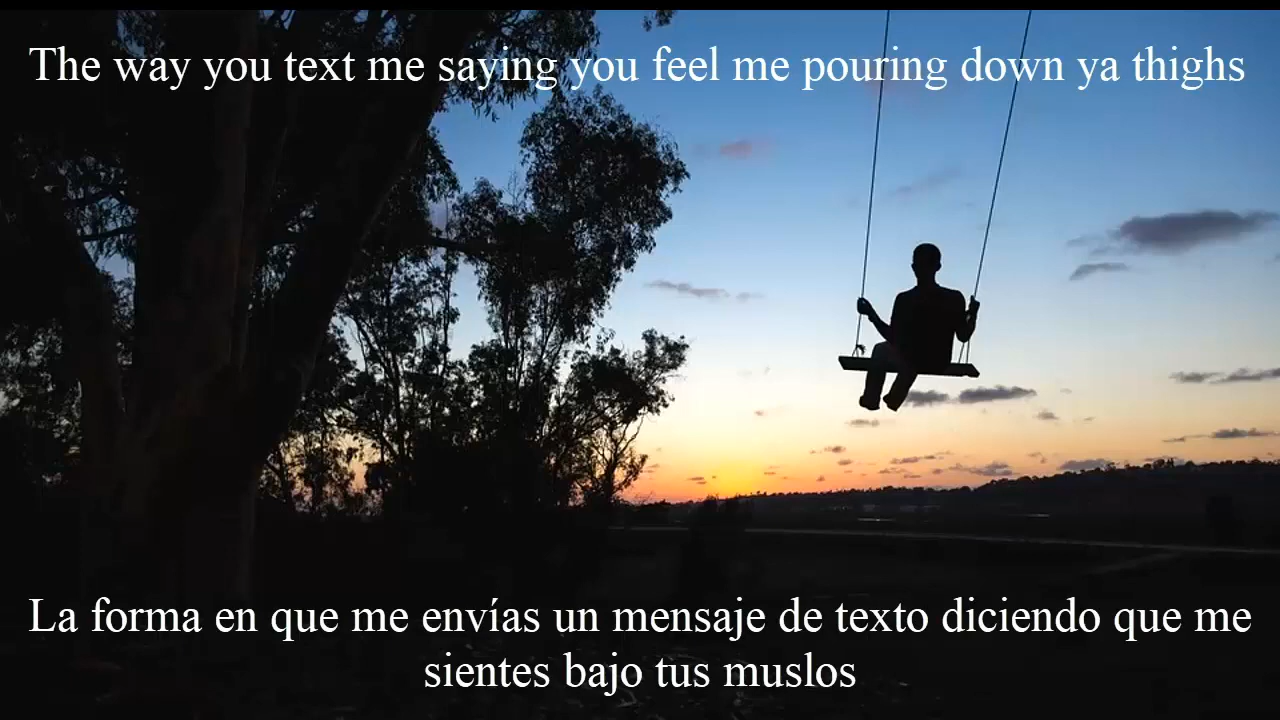 The way you text me saying you feel me pouring down ya thighs
La forma en que me envías un mensaje de texto diciendo que me
sientes bajo tus muslos